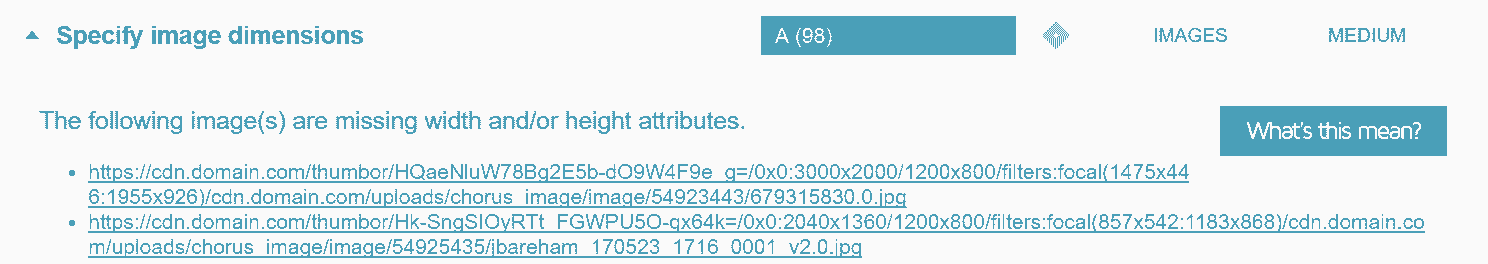 Specify image dimensions A (98) IMAGES MEDIUM
The following image(s) are missing width and/or height attributes.
What's this mean?
https://cdn.domain.com/thumbor/HQaeNluW78Bg2E5b-dO9W4F9e_g=/0x0:3000x2000/1200x800/filters:focal(1475x44
6:1955x926)/cdn.domain.com/uploads/chorus_image/image/54923443/679315830.0.jpg
https://cdn.domain.com/thumbor/Hk-SngSIOyRTt_FGWPU5O-qx64k=/0x0:2040x1360/1200x800/filters:focal(857x542:1183x868)/cdn.domain.co
m/uploads/chorus_image/image/54925435/jbareham_170523_1716_0001_v2.0.jpg